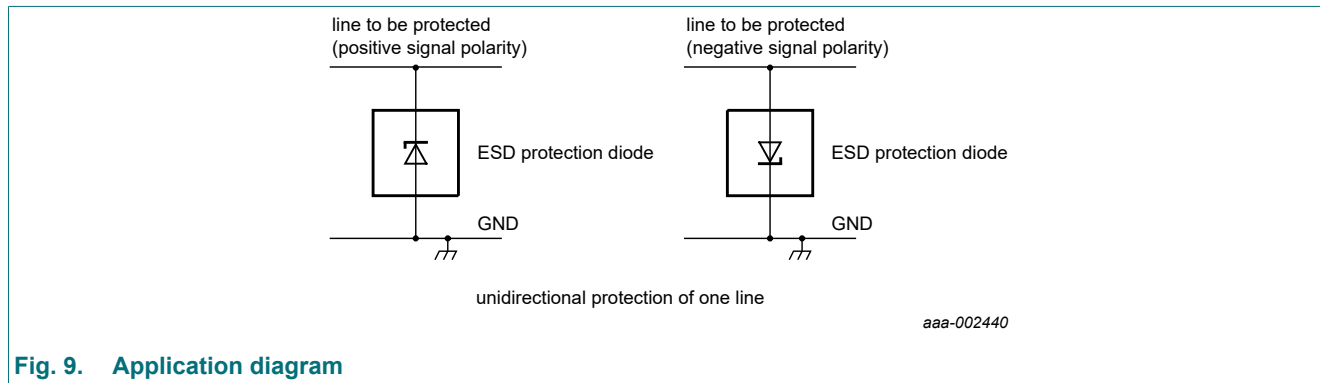 line to be protected
(positive signal polarity)
line to be protected
(negative signal polarity)
ESD protection diode
ESD protection diode
GND
GND
unidirectional protection of one line
aaa-002440
Fig. 9. Application diagram